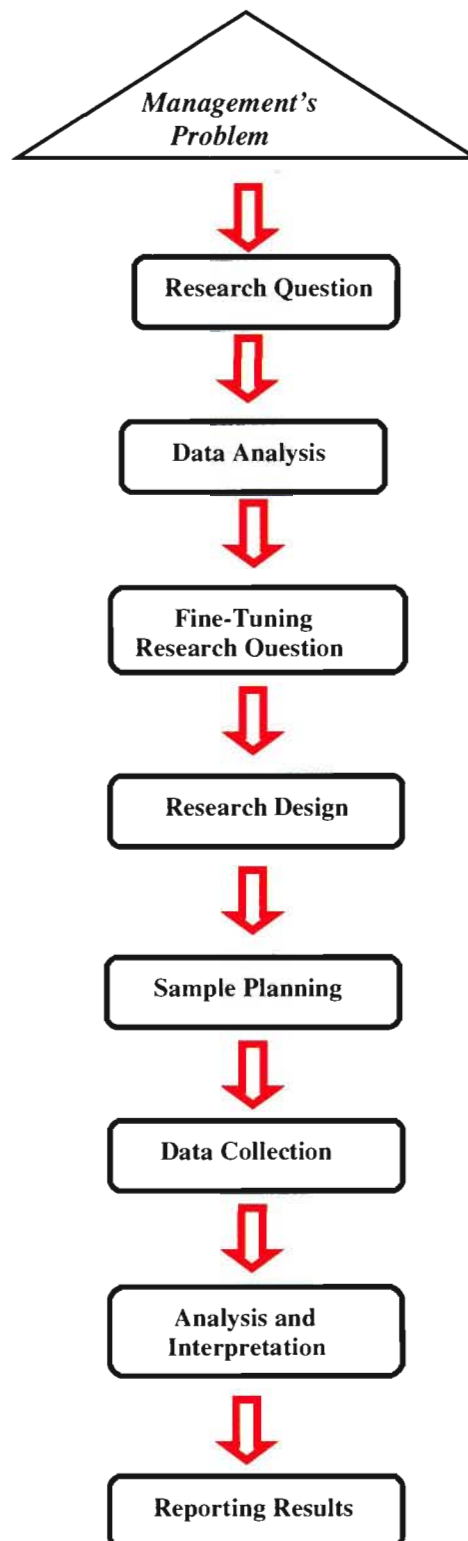 Management's
Problem
Research Question
Data Analysis
Fine-Tuning
Research Ouestion
Research Design
Sample Planning
Data Collection
Analysis and
Interpretation
Reporting Results